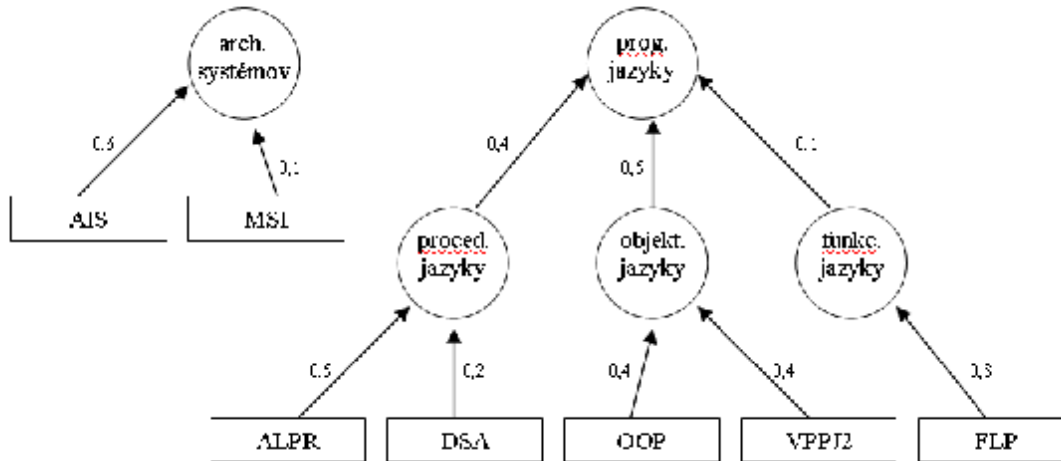 arch.
systémov
prog.
jazyky
0,6
0,1
0,4
0,5
0,1
AIS
MSI
proced.
jazyky
objekt.
jazyky
funkc.
jazyky
0,5
0,2
0,4
0,4
0,3
ALPR
DSA
OOP
VPPJ2
FLP